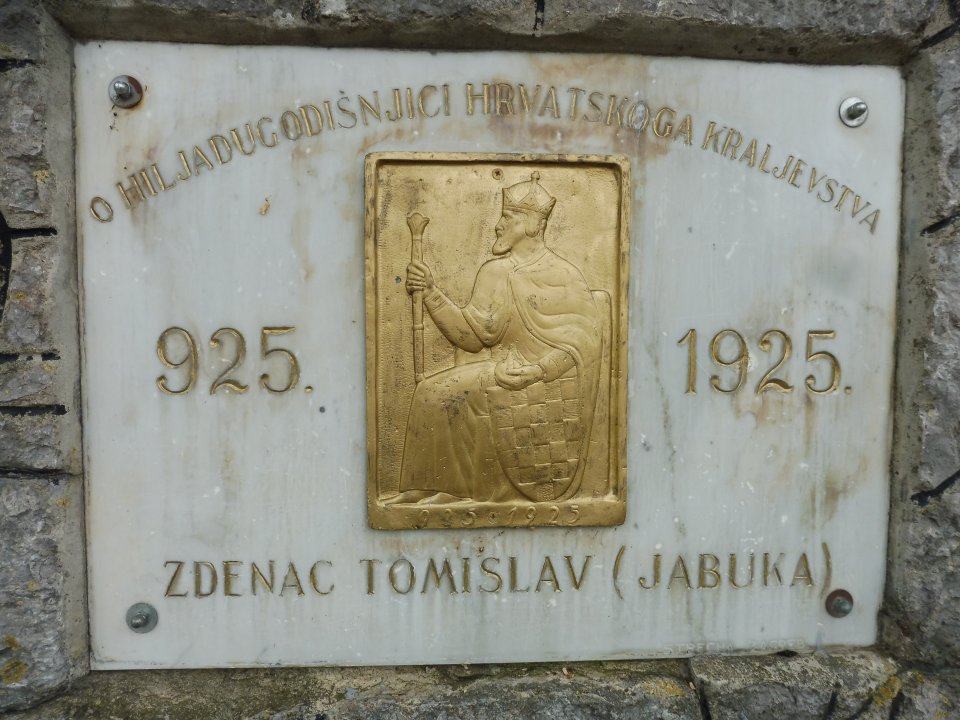 O HILJADUGODIŠNJICI HRVATSKOGA KRALJEVSTVA
925. 1925.
925 · 1925
ZDENAC TOMISLAV (JABUKA)